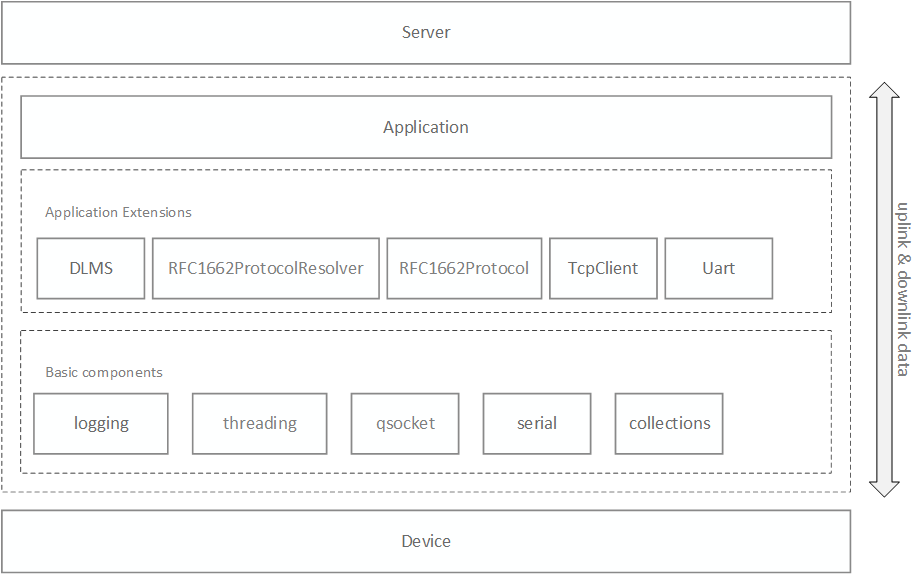 Server
Application
Application Extensions
DLMS
RFC1662ProtocolResolver
RFC1662Protocol
TcpClient
Uart
Basic components
logging
threading
qsocket
serial
collections
uplink & downlink data
Device